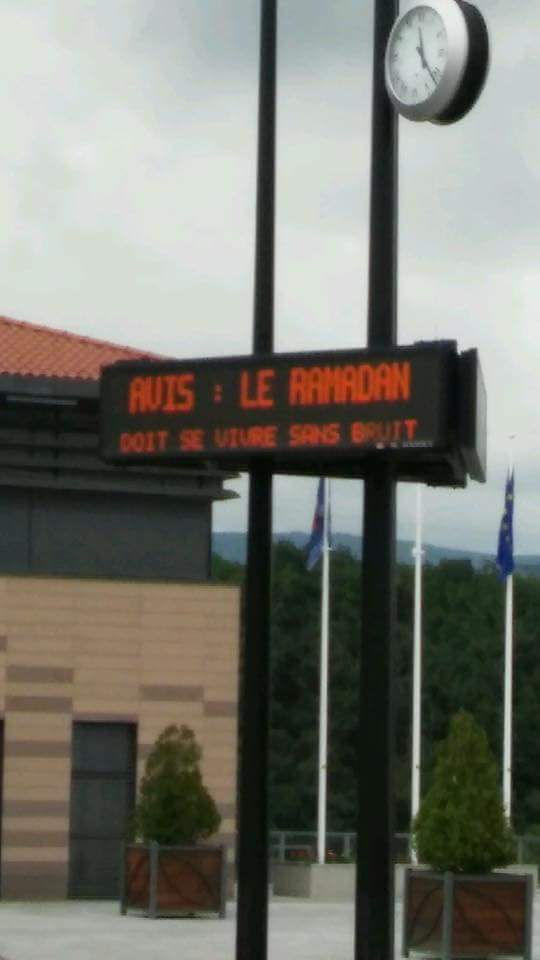 AVIS : LE RAMADAN
DOIT SE VIVRE SANS BRUIT